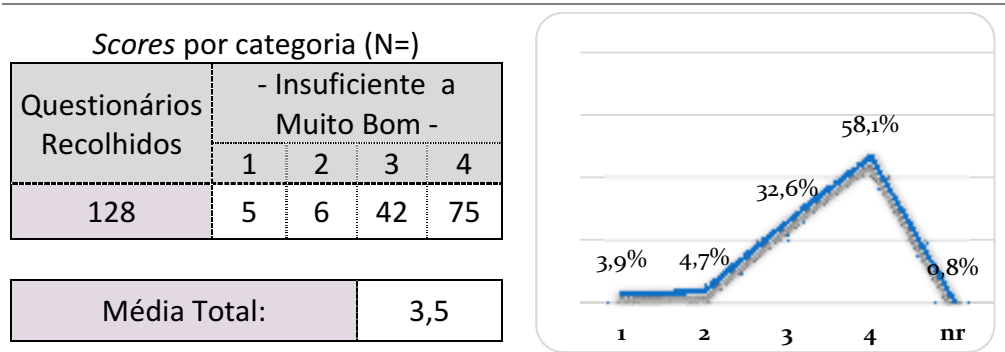 Scores por categoria (N=)
Questionários Recolhidos
- Insuficiente a
Muito Bom -
1 2 3 4
128 5 6 42 75
Média Total: 3,5
58,1%
32,6%
3,9% 4,7% 0,8%
1 2 3 4 nr